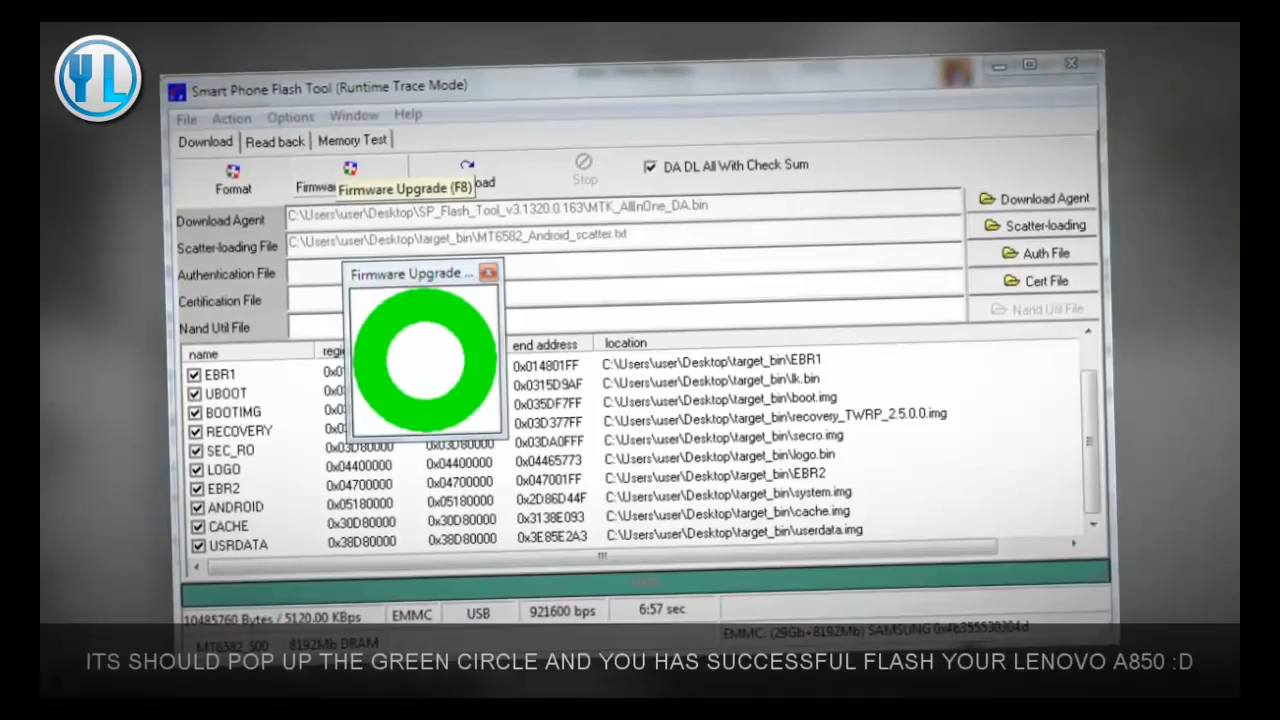 YL
Smart Phone Flash Tool (Runtime Trace Mode)
File Action Options Window Help
Download Read back Memory Test
Format
Firmware Upgrade (F8)
Stop
DA DL All With Check Sum
Download Agent C:\Users\user\Desktop\SP_Flash_Tool_v3.1320.0.163\MTK_AllInOne_DA.bin Download Agent
Scatter-loading File C:\Users\user\Desktop\target_bin\MT6582_Android_scatter.txt Scatter-loading
Authentication File Auth File
Certification File Cert File
Nand Util File Nand Util File
Firmware Upgrade ...
name end address location
EBR1 0x014801FF C:\Users\user\Desktop\target_bin\EBR1
UBOOT 0x0315D9AF C:\Users\user\Desktop\target_bin\lk.bin
BOOTIMG 0x035DF7FF C:\Users\user\Desktop\target_bin\boot.img
RECOVERY 0x03D377FF C:\Users\user\Desktop\target_bin\recovery_TWRP_2.5.0.0.img
SEC_RO 0x03D80000 0x03D80000 0x03DA0FFF C:\Users\user\Desktop\target_bin\secro.img
LOGO 0x04400000 0x04400000 0x04465773 C:\Users\user\Desktop\target_bin\logo.bin
EBR2 0x04700000 0x04700000 0x047001FF C:\Users\user\Desktop\target_bin\EBR2
ANDROID 0x05180000 0x05180000 0x2D86D44F C:\Users\user\Desktop\target_bin\system.img
CACHE 0x30D80000 0x30D80000 0x3138E093 C:\Users\user\Desktop\target_bin\cache.img
USRDATA 0x38D80000 0x38D80000 0x3E85E2A3 C:\Users\user\Desktop\target_bin\userdata.img
10485760 Bytes / 5120.00 KBps EMMC USB 921600 bps 6:57 sec
MT6582_S00 8192Mb DRAM EMMC: (29Gb+8192Mb) SAMSUNG 0x4b355530304d
ITS SHOULD POP UP THE GREEN CIRCLE AND YOU HAS SUCCESSFUL FLASH YOUR LENOVO A850 :D